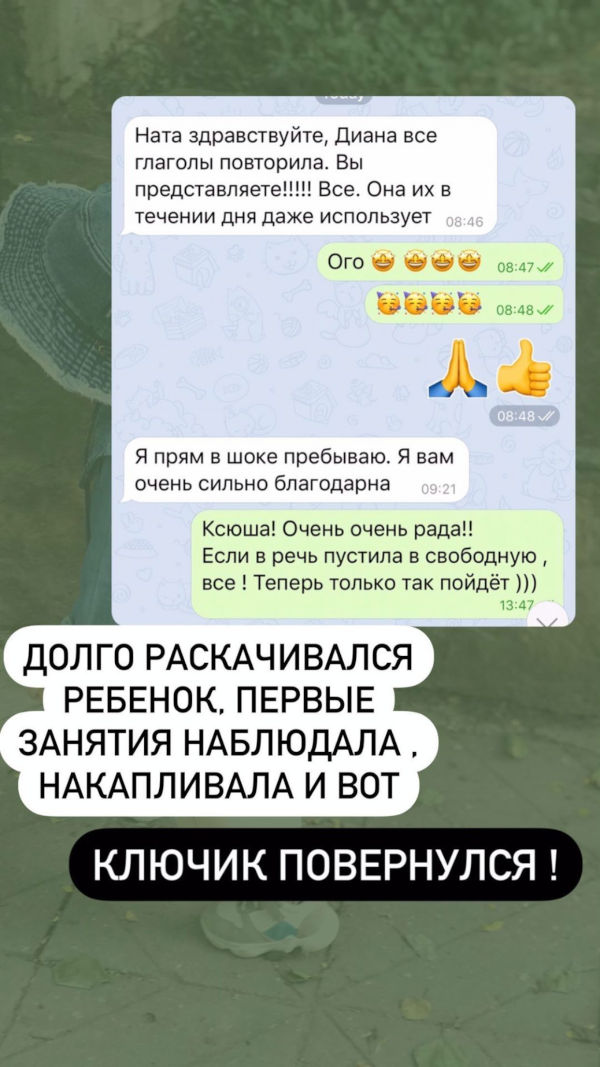 Today
Ната здравствуйте, Диана все
глаголы повторила. Вы
представляете!!!!! Все. Она их в
течении дня даже использует 08:46
Ого 🤩 🤩🤩🤩 08:47
🥳🥳🥳🥳 08:48
🙏👍
08:48
Я прям в шоке пребываю. Я вам
очень сильно благодарна 09:21
Ксюша! Очень очень рада!!
Если в речь пустила в свободную ,
все ! Теперь только так пойдёт )))
13:47
ДОЛГО РАСКАЧИВАЛСЯ
РЕБЕНОК, ПЕРВЫЕ
ЗАНЯТИЯ НАБЛЮДАЛА ,
НАКАПЛИВАЛА И ВОТ
КЛЮЧИК ПОВЕРНУЛСЯ !